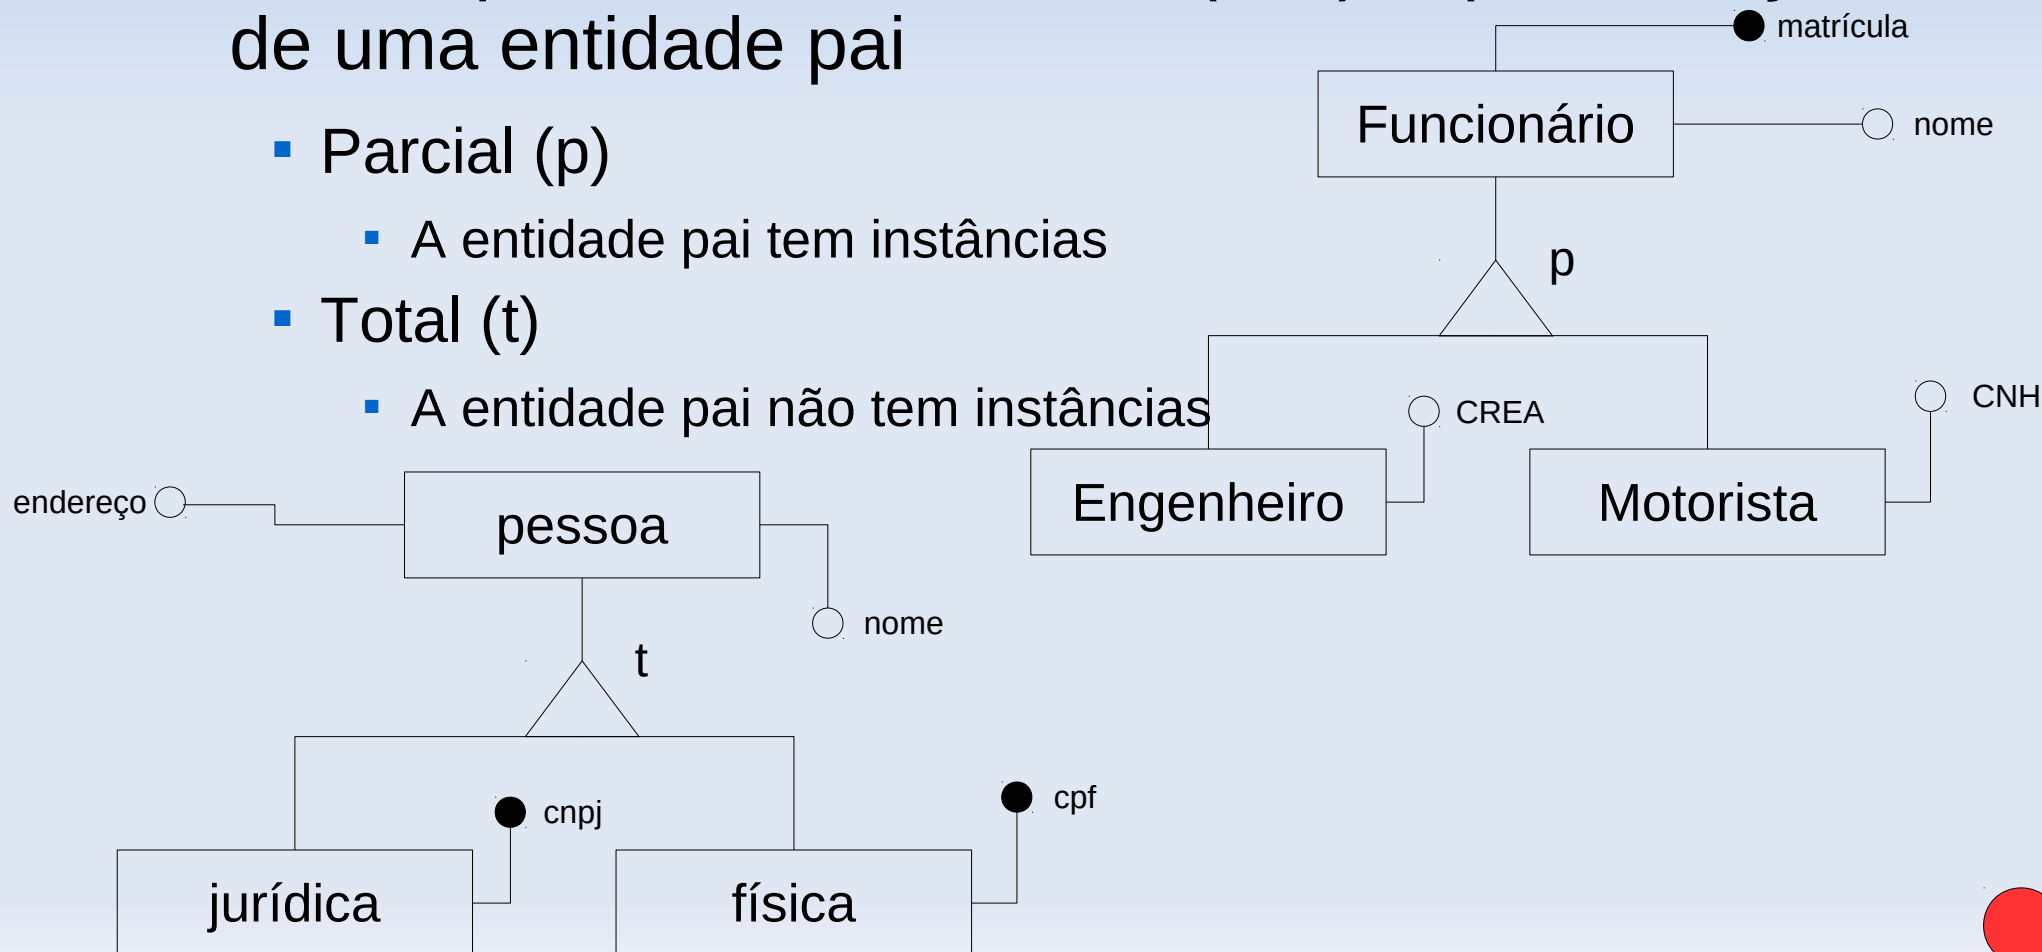 de uma entidade pai
Parcial (p)
A entidade pai tem instâncias
Total (t)
A entidade pai não tem instâncias
matrícula
Funcionário
nome
p
CREA
CNH
Engenheiro
Motorista
endereço
pessoa
nome
t
cnpj
cpf
jurídica
física